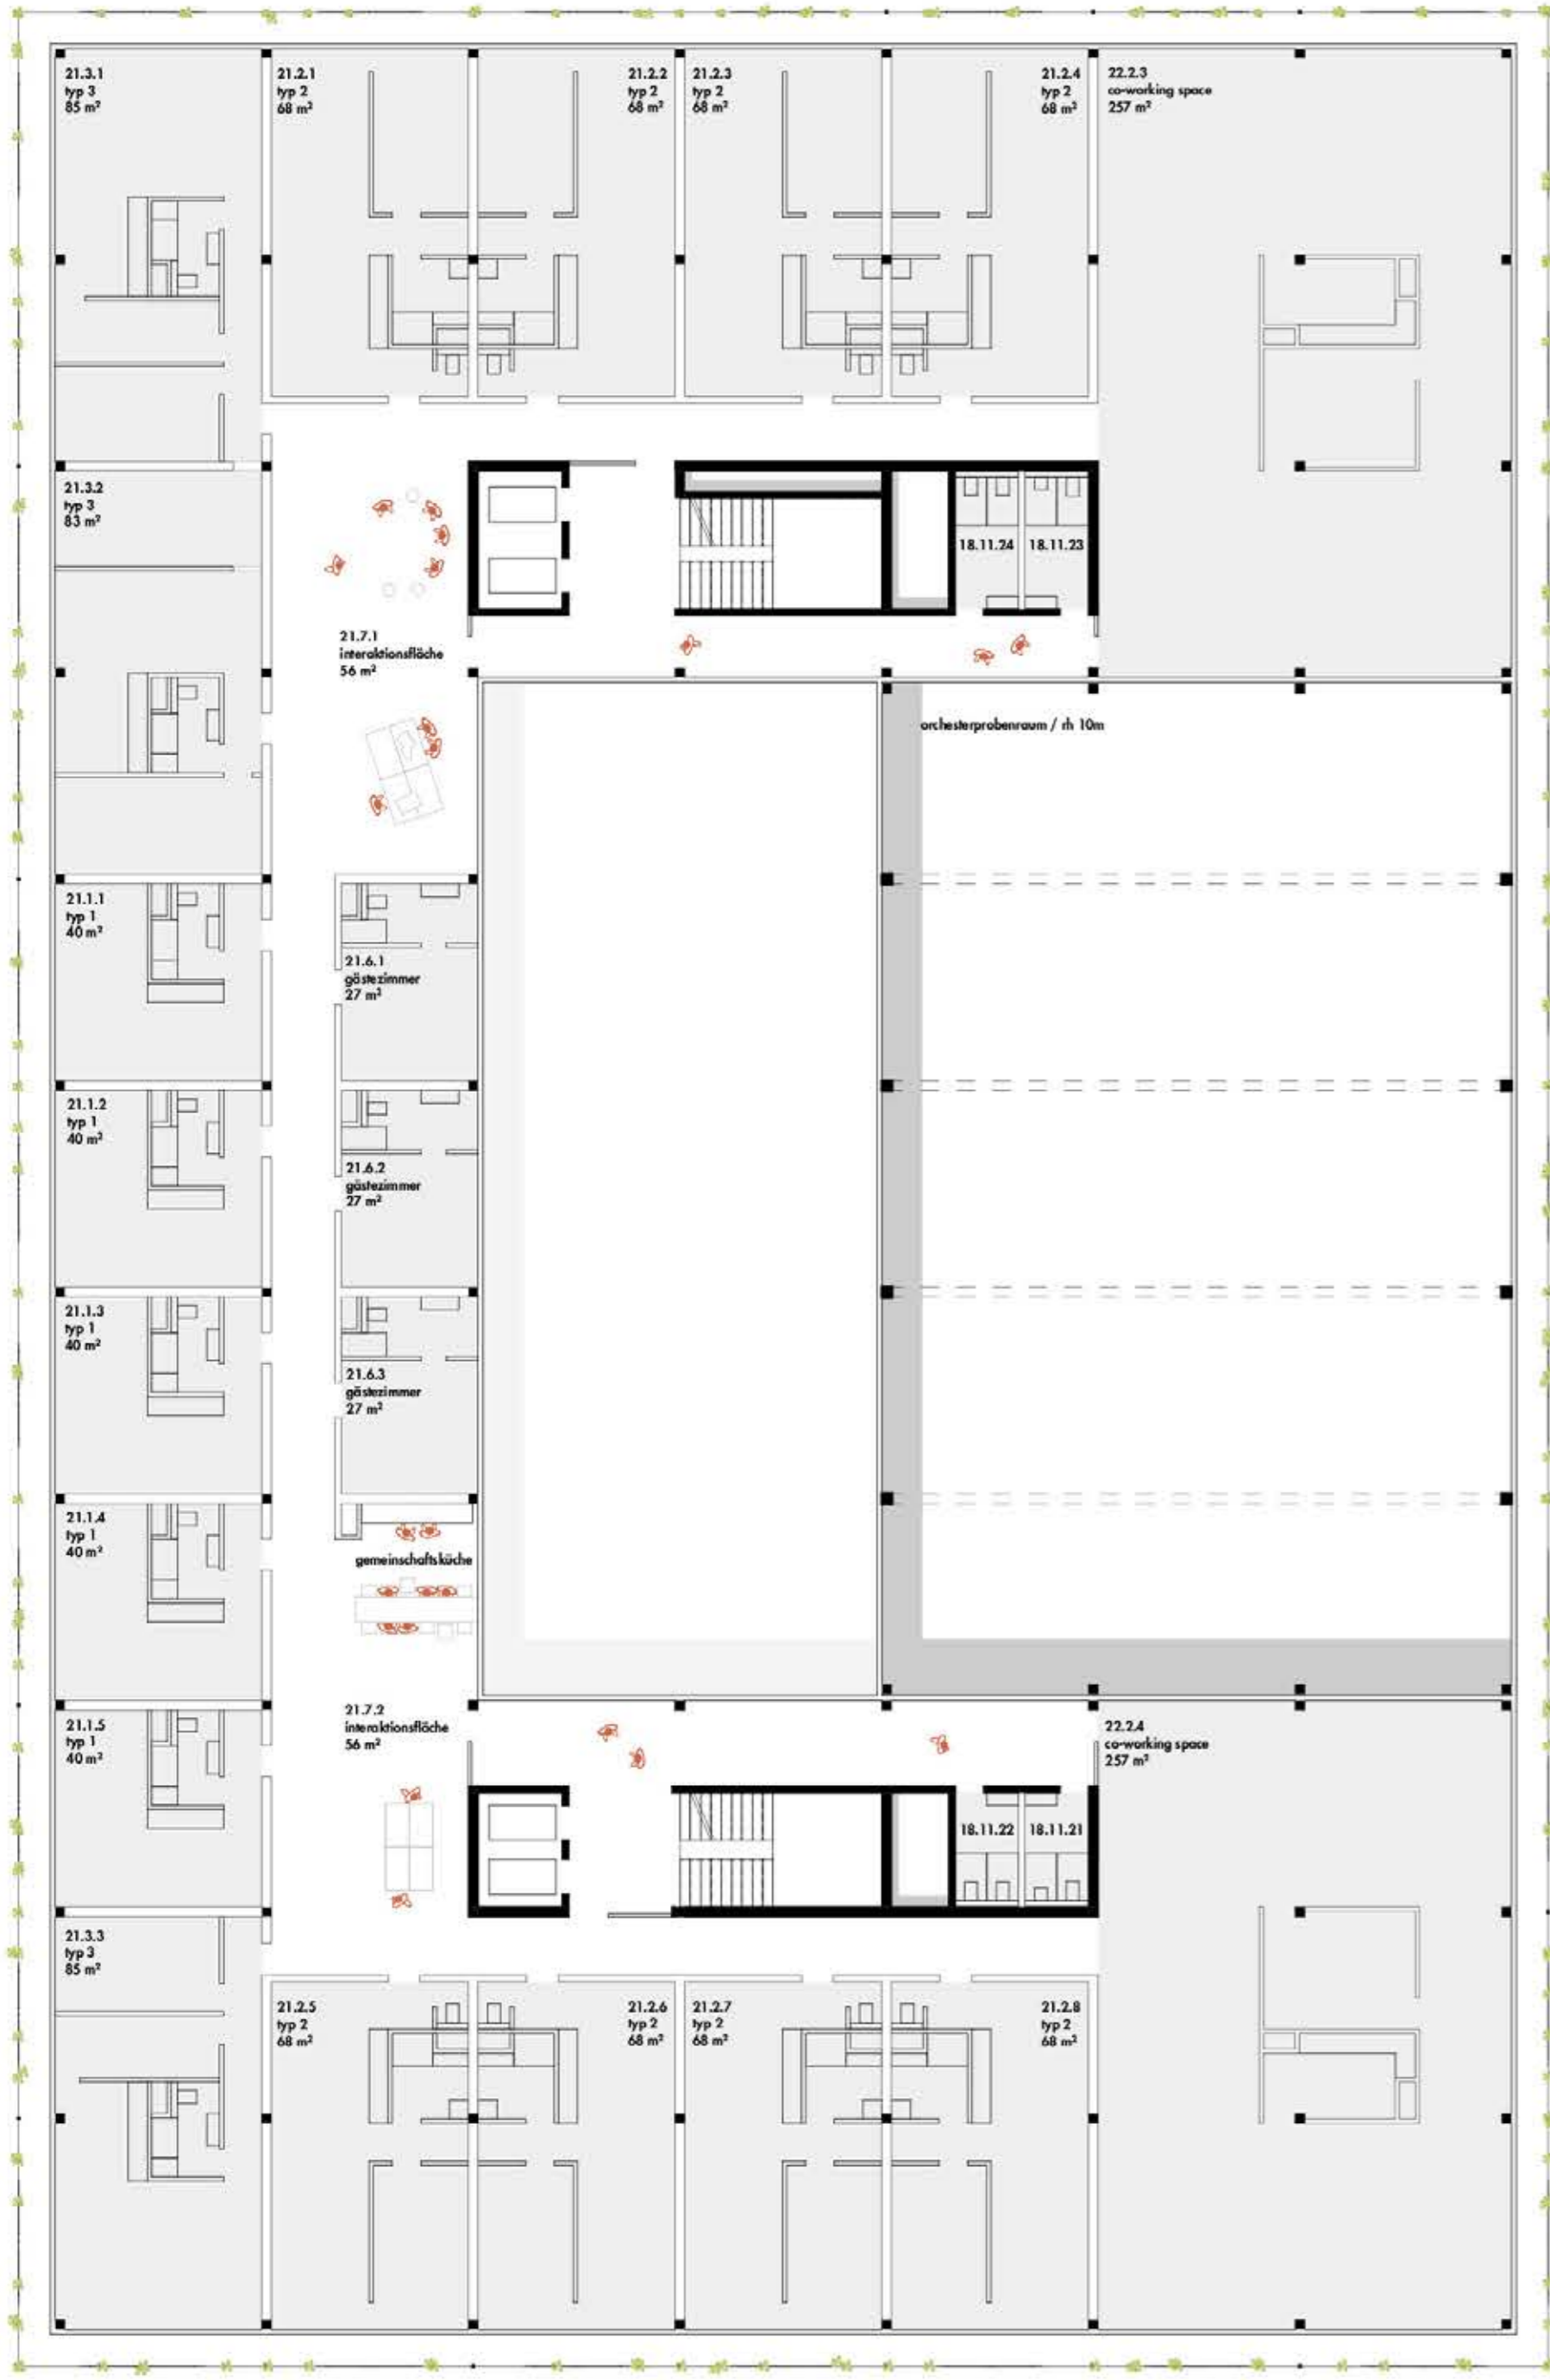 21.3.1
typ 3
85 m²
21.2.1
typ 2
68 m²
21.2.2
typ 2
68 m²
21.2.3
typ 2
68 m²
21.2.4
typ 2
68 m²
22.2.3
co-working space
257 m²
21.3.2
typ 3
83 m²
18.11.24
18.11.23
21.7.1
interaktionsfläche
56 m²
orchesterprobenraum / rh 10m
21.1.1
typ 1
40 m²
21.6.1
gästezimmer
27 m²
21.1.2
typ 1
40 m²
21.6.2
gästezimmer
27 m²
21.1.3
typ 1
40 m²
21.6.3
gästezimmer
27 m²
21.1.4
typ 1
40 m²
gemeinschaftsküche
21.1.5
typ 1
40 m²
21.7.2
interaktionsfläche
56 m²
22.2.4
co-working space
257 m²
18.11.22
18.11.21
21.3.3
typ 3
85 m²
21.2.5
typ 2
68 m²
21.2.6
typ 2
68 m²
21.2.7
typ 2
68 m²
21.2.8
typ 2
68 m²